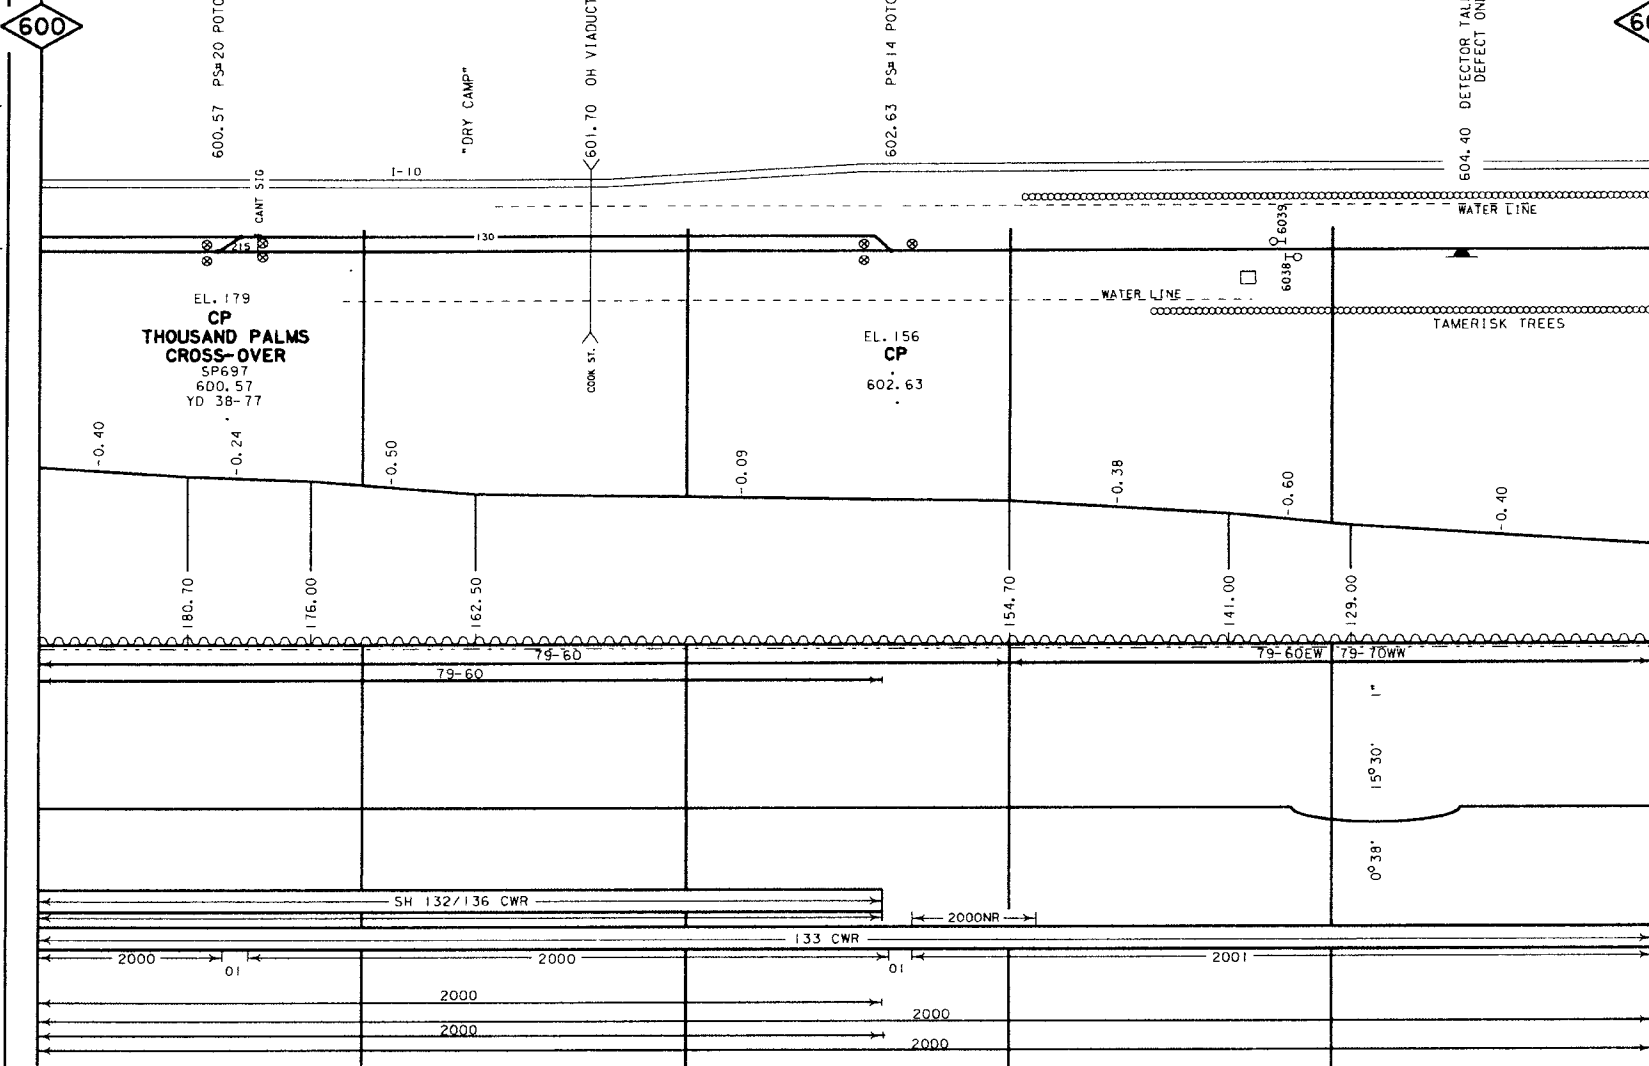 600
600.57 PS#20 POTO
"DRY CAMP"
601.70 OH VIADUCT
602.63 PS#14 POTO
604.40 DETECTOR
DEFECT
I-10
CANT SIG
WATER LINE
6039
130
215
6038
WATER LINE
TAMERISK TREES
EL. 179
CP
THOUSAND PALMS
CROSS-OVER
SP697
600.57
YD 38-77
COOK ST.
EL. 156
CP
602.63
-0.40
-0.24
-0.50
-0.09
-0.38
-0.60
-0.40
180.70
176.00
162.50
154.70
141.00
129.00
79-60
79-60EW
79-70WW
79-60
1"
15°30'
0°38'
SH 132/136 CWR
2000NR
133 CWR
2000
01
2000
01
2001
2000
2000
2000
2000